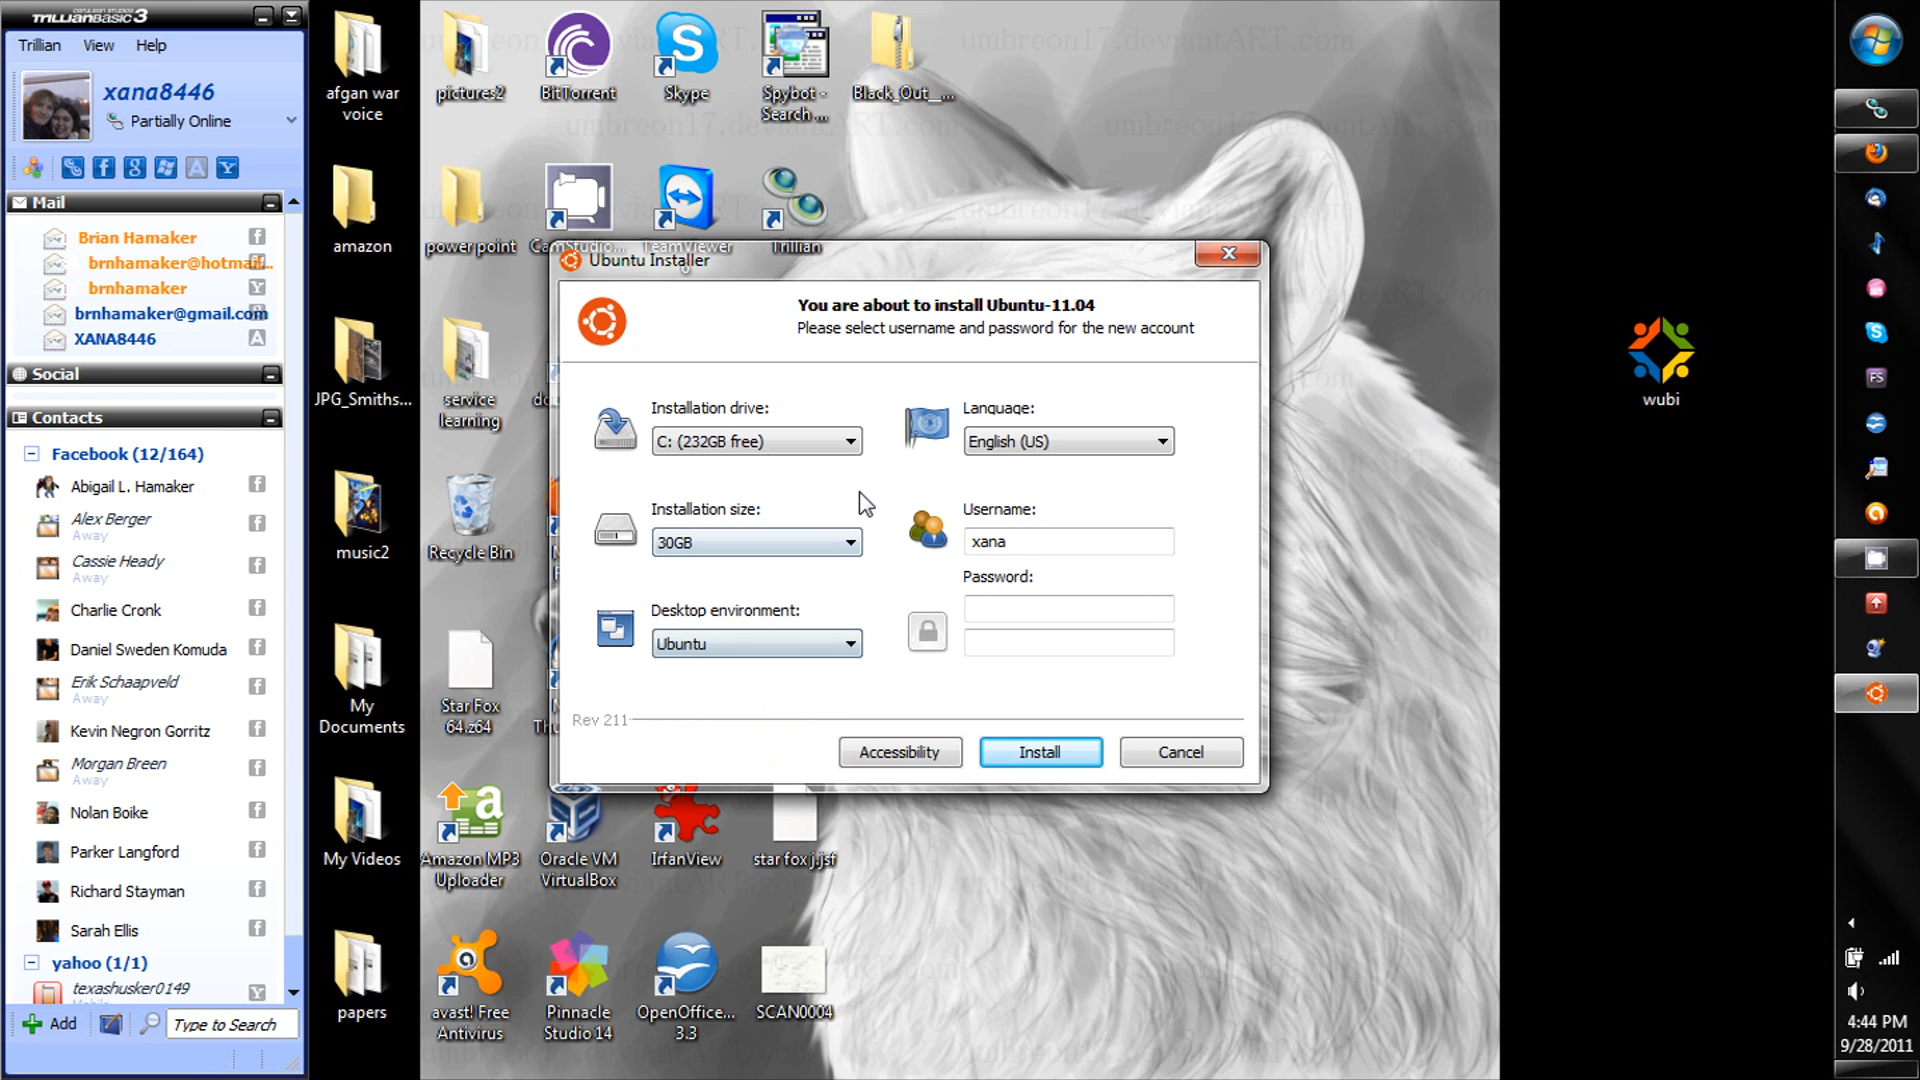 CERULEAN STUDIOS
TRILLIAN BASIC 3
Trillian View Help
xana8446
Partially Online
Mail
Brian Hamaker
brnhamaker@hotmail...
brnhamaker
brnhamaker@gmail.com
XANA8446
Social
Contacts
Facebook (12/164)
Abigail L. Hamaker
Alex Berger
Away
Cassie Heady
Away
Charlie Cronk
Daniel Sweden Komuda
Erik Schaapveld
Away
Kevin Negron Gorritz
Morgan Breen
Away
Nolan Boike
Parker Langford
Richard Stayman
Sarah Ellis
yahoo (1/1)
texashusker0149
Add
Type to Search
afgan war voice
amazon
JPG_Smiths...
music2
My Documents
My Videos
papers
pictures2
power point
service learning
Recycle Bin
Star Fox 64.z64
Amazon MP3 Uploader
avast! Free Antivirus
BitTorrent
CamStudio...
Oracle VM VirtualBox
Pinnacle Studio 14
Skype
TeamViewer
IrfanView
OpenOffice... 3.3
Spybot - Search ...
Trillian
star fox j.jsf
SCAN0004
Black_Out_...
umbreon17.deviantART.com
Ubuntu Installer
You are about to install Ubuntu-11.04
Please select username and password for the new account
Installation drive:
C: (232GB free)
Language:
English (US)
Installation size:
30GB
Username:
xana
Password:
Desktop environment:
Ubuntu
Rev 211
Accessibility
Install
Cancel
wubi
FS
4:44 PM
9/28/2011